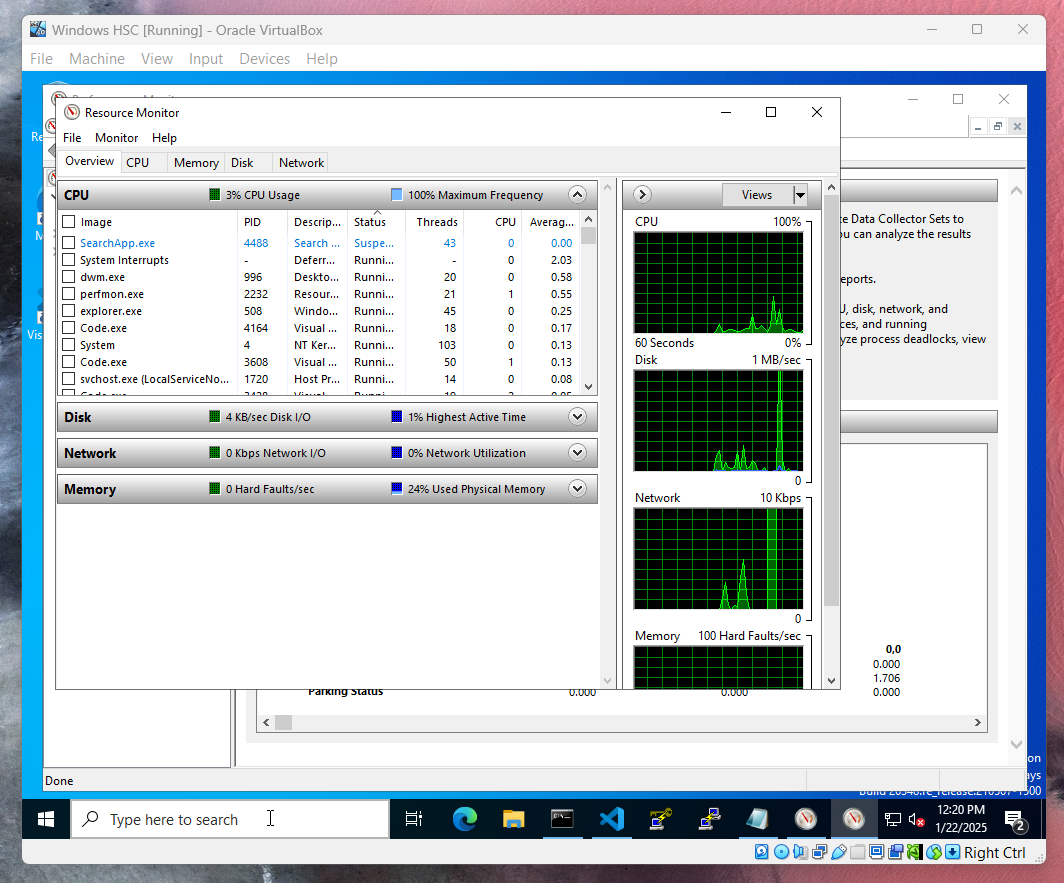 Windows HSC [Running] - Oracle VirtualBox
File Machine View Input Devices Help
Resource Monitor
File Monitor Help
Overview CPU Memory Disk Network
CPU 3% CPU Usage 100% Maximum Frequency
Image PID Descrip... Status Threads CPU Averag...
SearchApp.exe 4488 Search ... Suspe... 43 0 0.00
System Interrupts - Deferr... Runni... - 0 2.03
dwm.exe 996 Deskto... Runni... 20 0 0.58
perfmon.exe 2232 Resour... Runni... 21 1 0.55
explorer.exe 508 Windo... Runni... 45 0 0.25
Code.exe 4164 Visual ... Runni... 18 0 0.17
System 4 NT Ker... Runni... 103 0 0.13
Code.exe 3608 Visual ... Runni... 50 1 0.13
svchost.exe (LocalServiceNo... 1720 Host Pr... Runni... 14 0 0.08
Disk 4 KB/sec Disk I/O 1% Highest Active Time
Network 0 Kbps Network I/O 0% Network Utilization
Memory 0 Hard Faults/sec 24% Used Physical Memory
Views
CPU 100%
60 Seconds 0%
Disk 1 MB/sec
0
Network 10 Kbps
0
Memory 100 Hard Faults/sec
e Data Collector Sets to
u can analyze the results
eports.
U, disk, network, and
ces, and running
yze process deadlocks, view
0,0
0.000
1.706
Parking Status 0.000 0.000 0.000
Done
on
ays
Type here to search
12:20 PM
1/22/2025
2
Right Ctrl